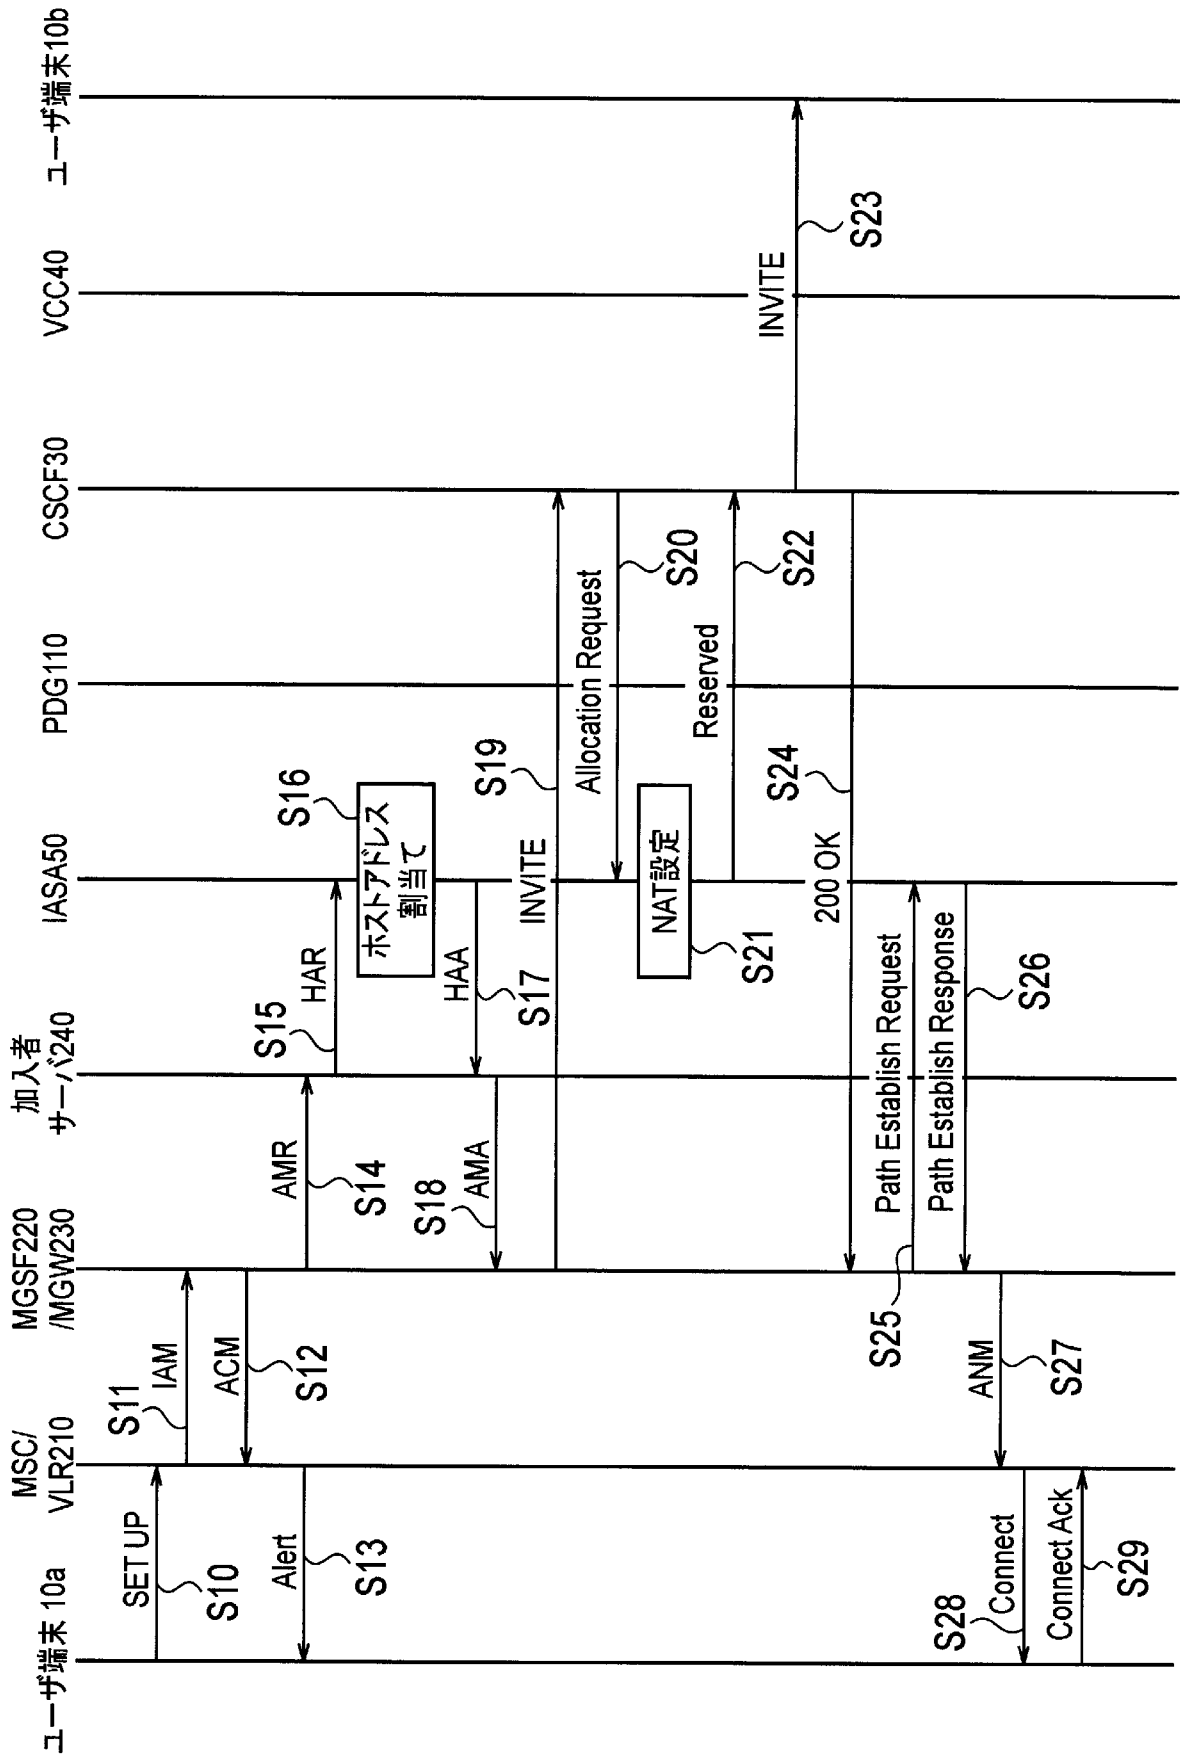 ユーザ端末 10a
MSC/
VLR210
MGSF220
/MGW230
加入者
サーバ240
IASA50
PDG110
CSCF30
VCC40
ユーザ端末10b
SET UP
S10
S11
IAM
ACM
S12
Alert
S13
AMR
S14
S15
HAR
S16
ホストアドレス
割当て
HAA
S17
S18
AMA
INVITE
S19
Allocation Request
S20
NAT設定
S21
Reserved
S22
INVITE
S23
200 OK
S24
S25
Path Establish Request
Path Establish Response
S26
ANM
S27
S28
Connect
Connect Ack
S29